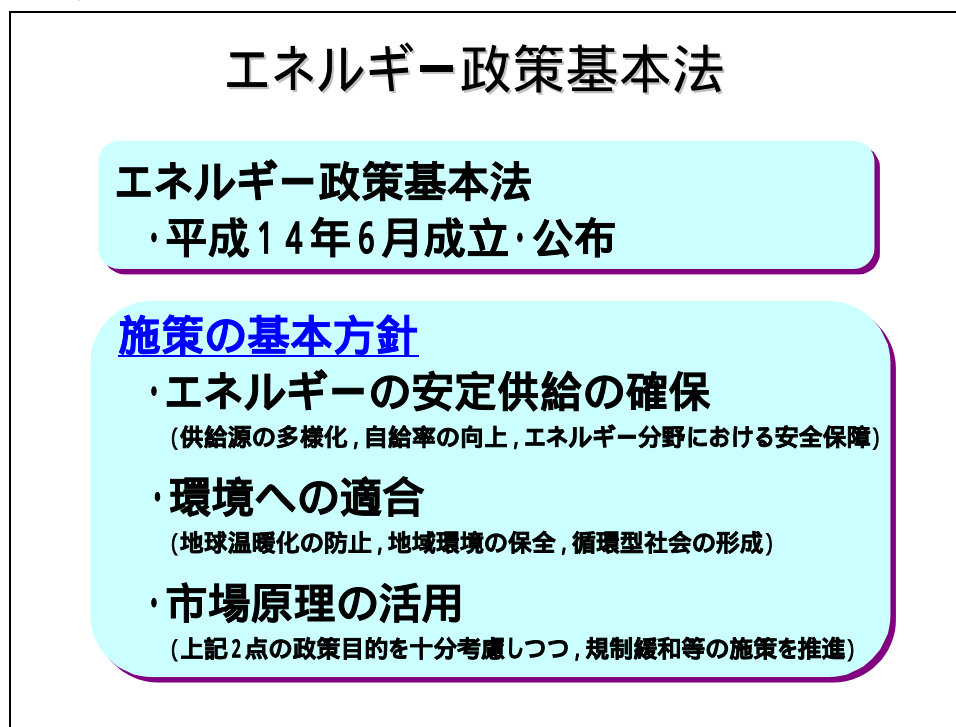 エネルギー政策基本法
エネルギー政策基本法
・平成14年6月成立・公布
施策の基本方針
・エネルギーの安定供給の確保
(供給源の多様化,自給率の向上,エネルギー分野における安全保障)
・環境への適合
(地球温暖化の防止,地域環境の保全,循環型社会の形成)
・市場原理の活用
(上記2点の政策目的を十分考慮しつつ,規制緩和等の施策を推進)